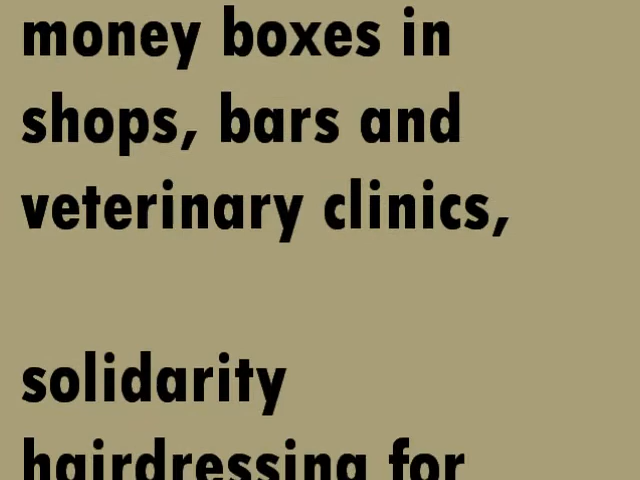 money boxes in
shops, bars and
veterinary clinics,
solidarity
hairdressing for